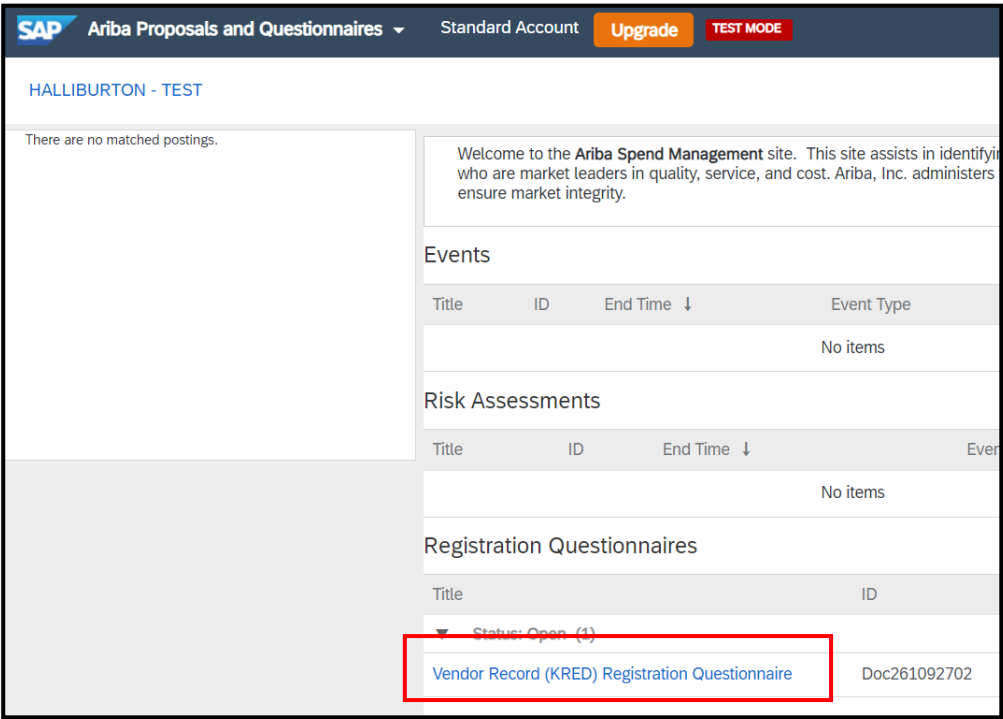 SAP Ariba Proposals and Questionnaires Standard Account Upgrade TEST MODE
HALLIBURTON - TEST
There are no matched postings.
Welcome to the Ariba Spend Management site. This site assists in identifyin
who are market leaders in quality, service, and cost. Ariba, Inc. administers
ensure market integrity.
Events
Title ID End Time ↓ Event Type
No items
Risk Assessments
Title ID End Time ↓ Even
No items
Registration Questionnaires
Title ID
▼ Status: Open (1)
Vendor Record (KRED) Registration Questionnaire Doc261092702